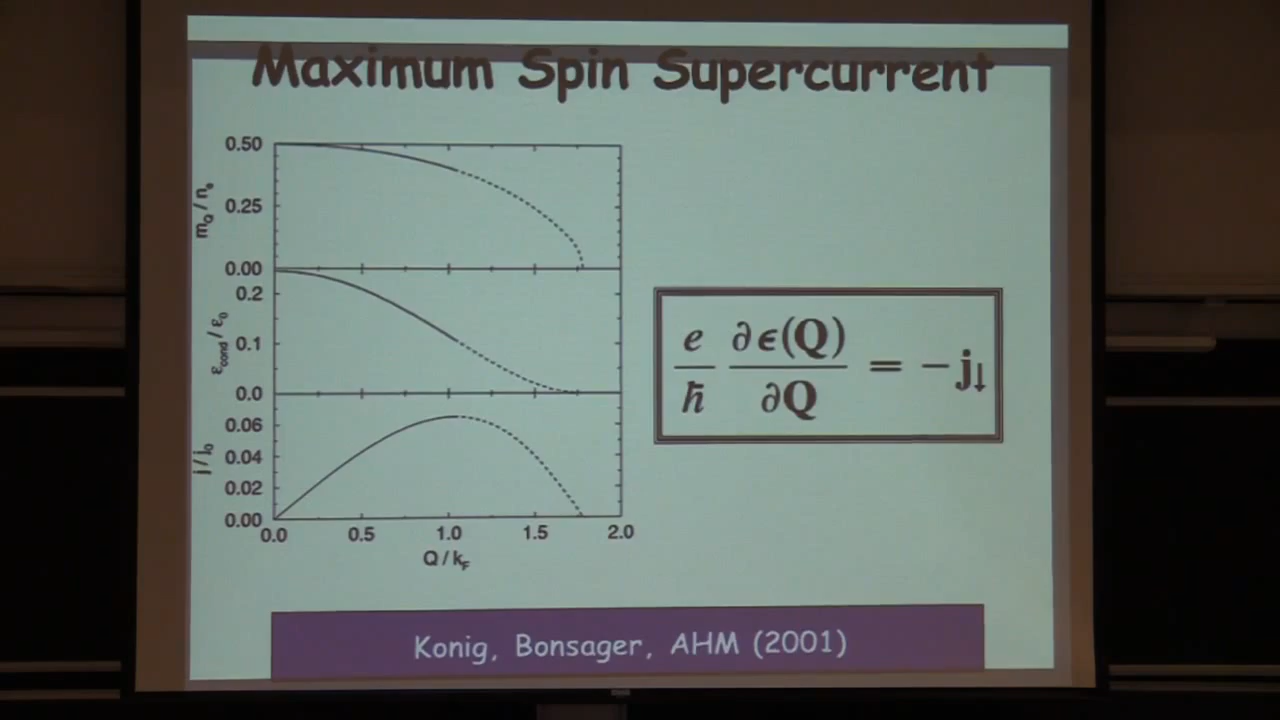 Maximum Spin Supercurrent
0.50
0.25
0.00
m_Q / n_0
0.2
0.1
0.0
ε_cond / ε_0
0.06
0.04
0.02
0.00
j / j_0
0.0 0.5 1.0 1.5 2.0
Q / k_F
e/ħ ∂ϵ(Q)/∂Q = −j↓
Konig, Bonsager, AHM (2001)